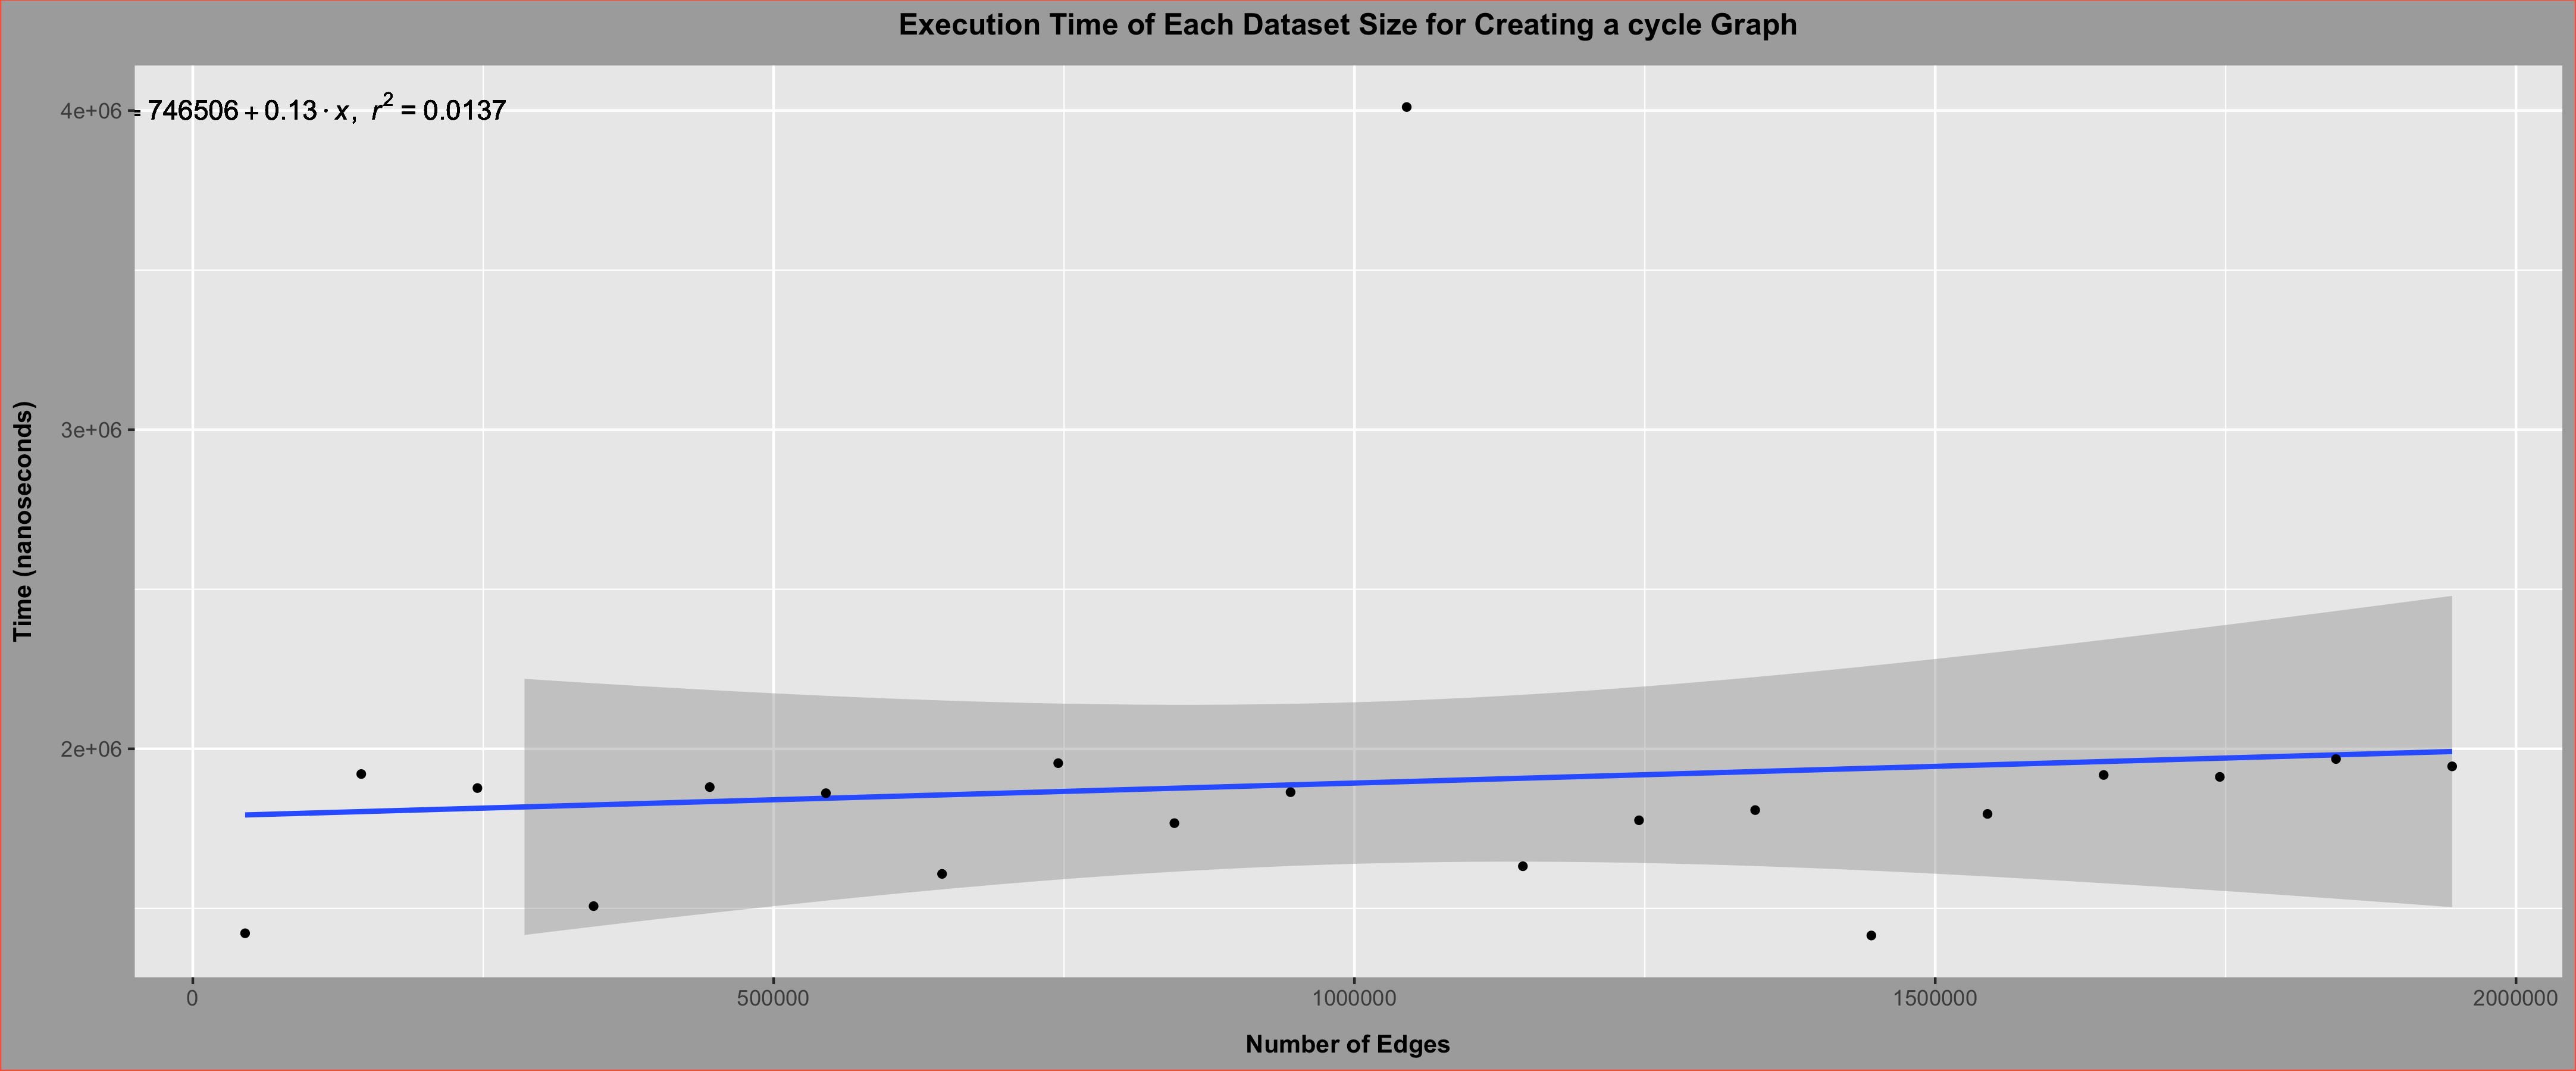 Execution Time of Each Dataset Size for Creating a cycle Graph
= 746506 + 0.13 · x, r² = 0.0137
4e+06
3e+06
2e+06
Time (nanoseconds)
0 500000 1000000 1500000 2000000
Number of Edges